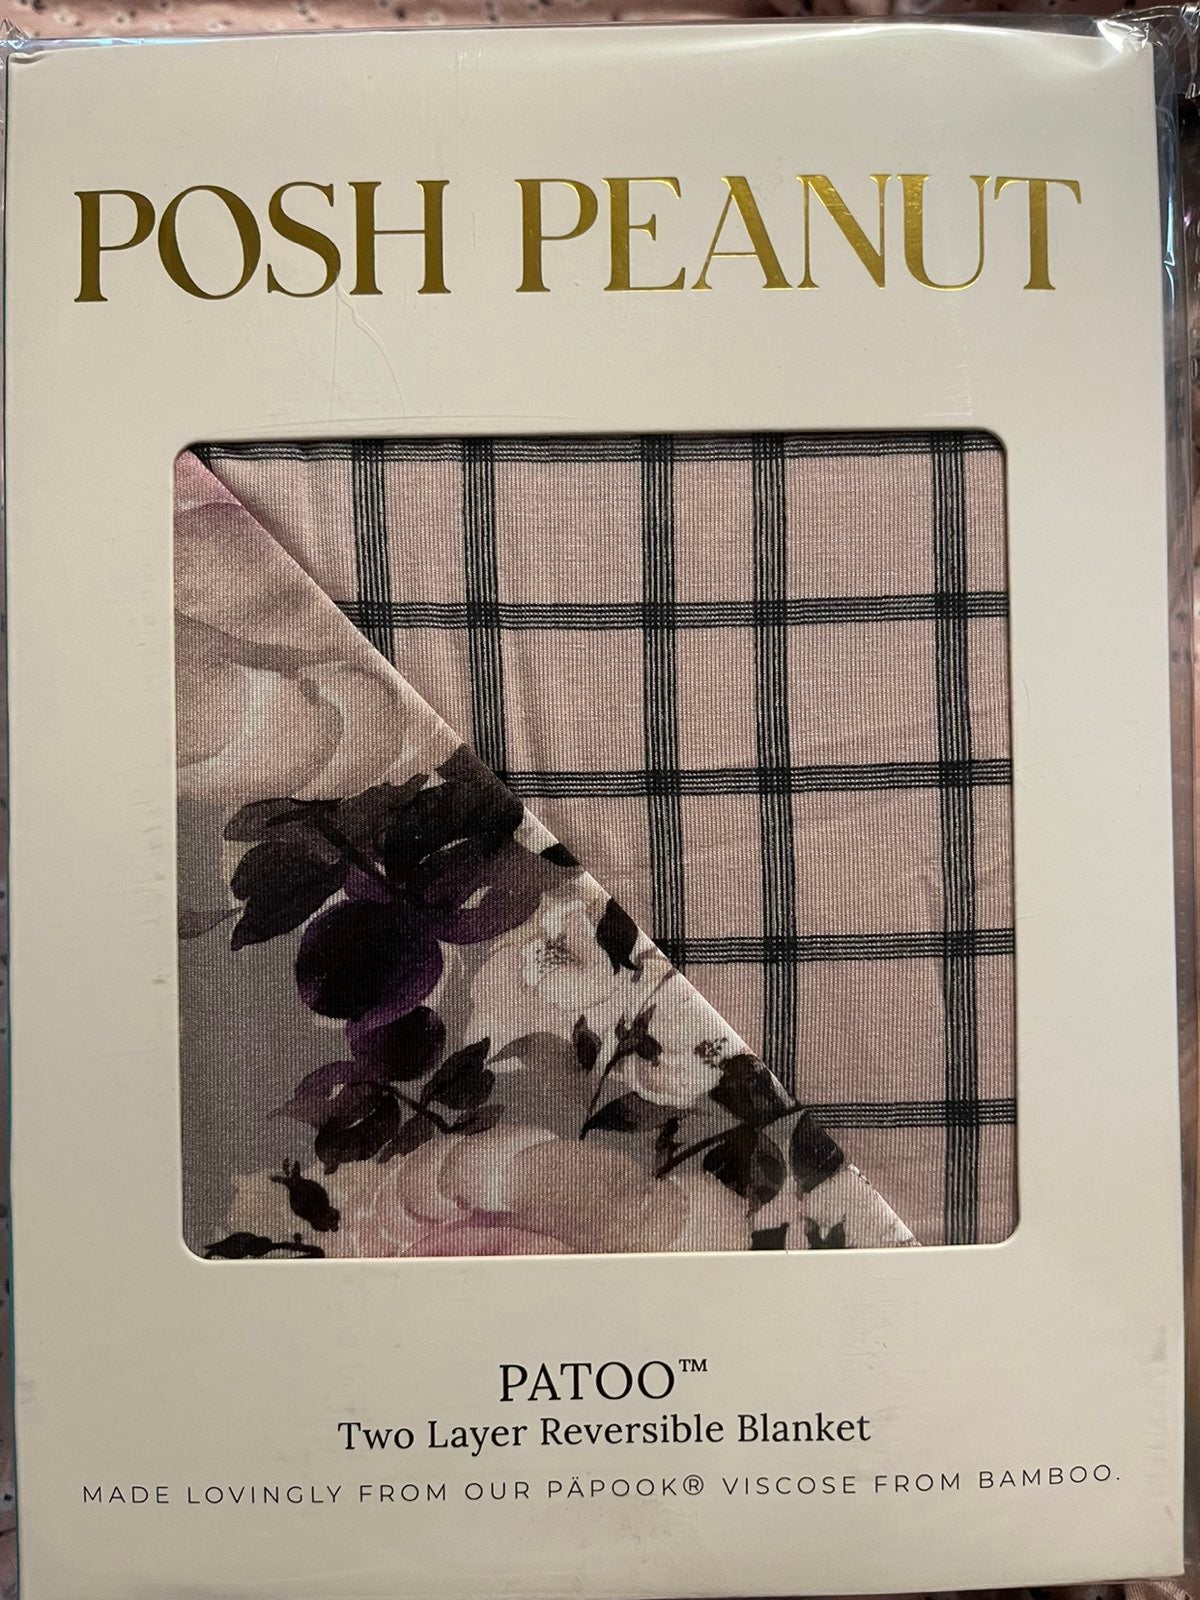 POSH PEANUT
PATOO™
Two Layer Reversible Blanket
MADE LOVINGLY FROM OUR PÄPOOK® VISCOSE FROM BAMBOO.